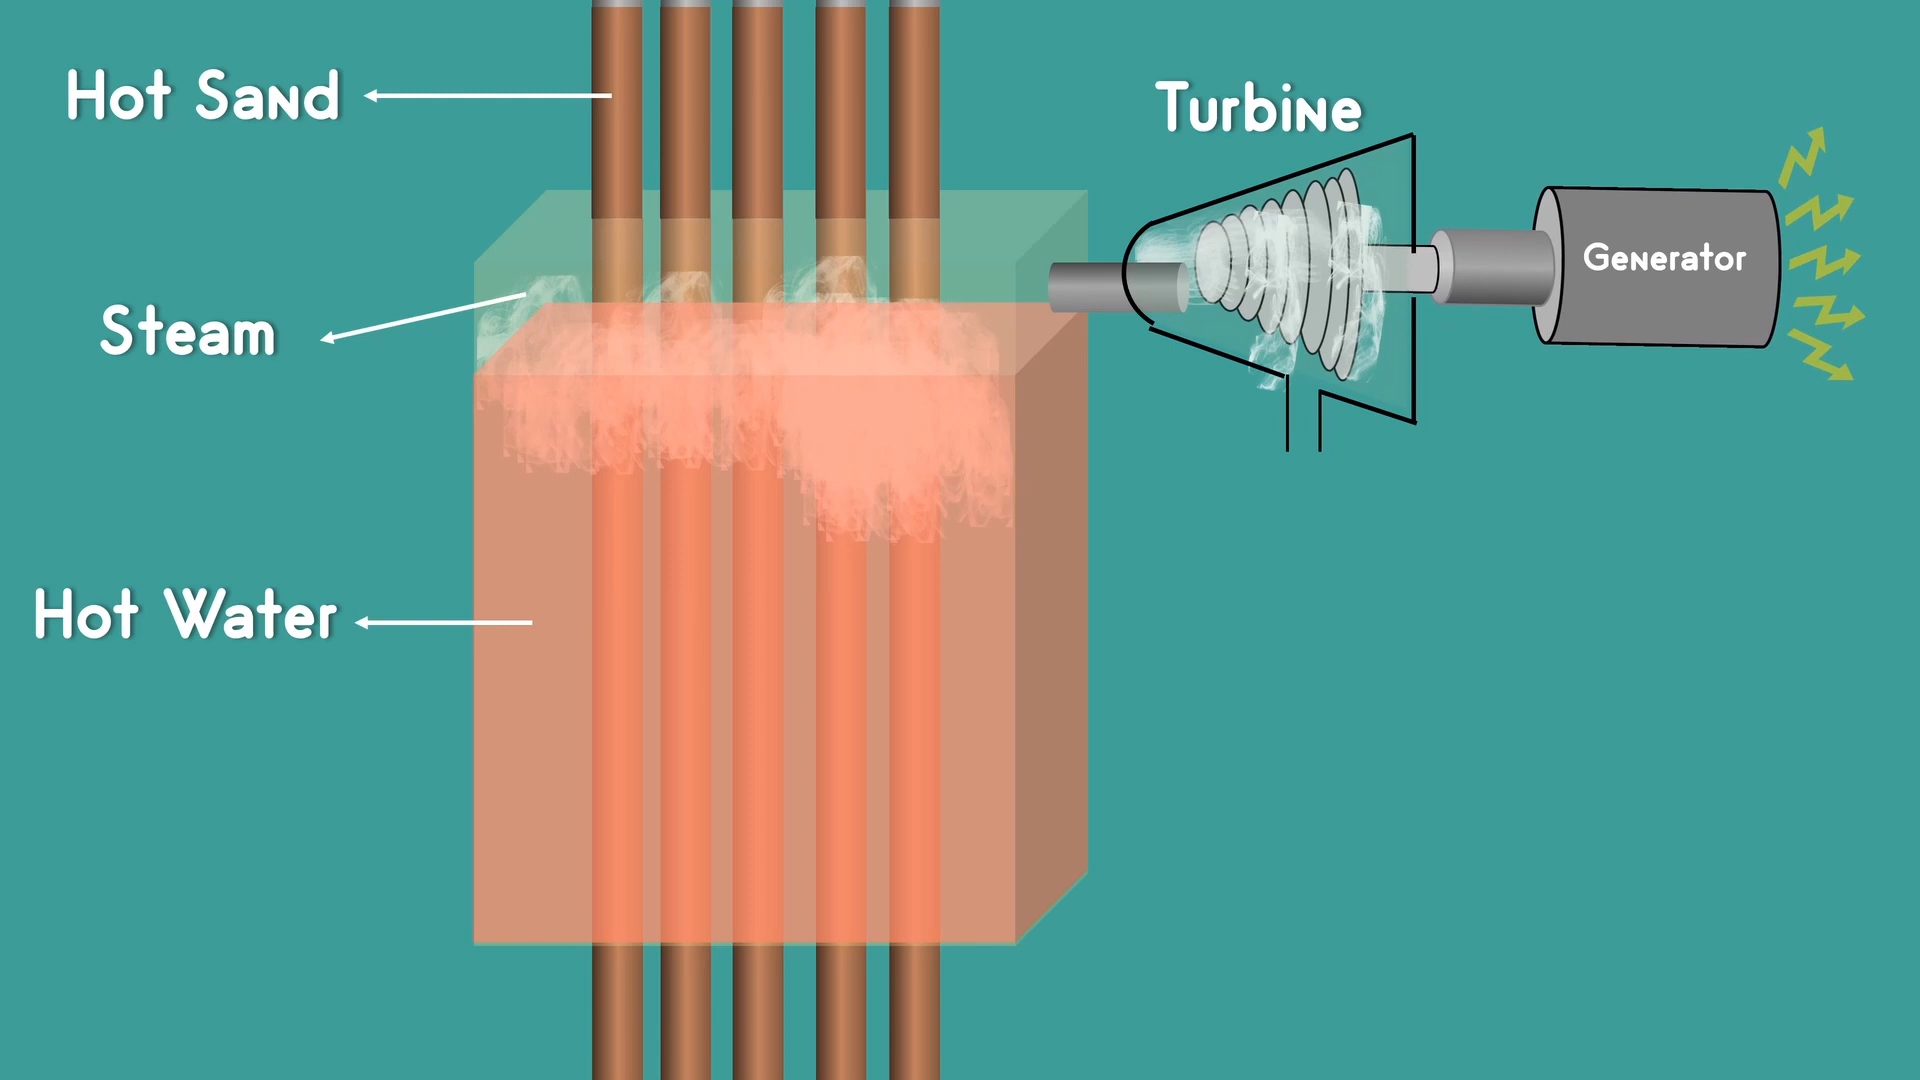 Hot Sand
Turbine
Generator
Steam
Hot Water